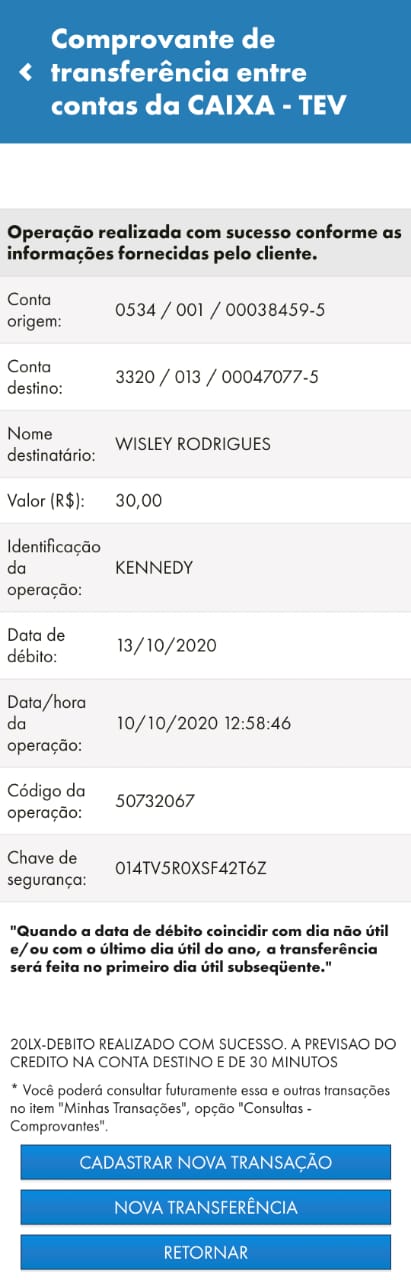 Comprovante de
transferência entre
contas da CAIXA - TEV
Operação realizada com sucesso conforme as
informações fornecidas pelo cliente.
Conta
origem:
0534 / 001 / 00038459-5
Conta
destino:
3320 / 013 / 00047077-5
Nome
destinatário:
WISLEY RODRIGUES
Valor (R$):
30,00
Identificação
da
operação:
KENNEDY
Data de
débito:
13/10/2020
Data/hora
da
operação:
10/10/2020 12:58:46
Código da
operação:
50732067
Chave de
segurança:
014TV5R0XSF42T6Z
"Quando a data de débito coincidir com dia não útil
e/ou com o último dia útil do ano, a transferência
será feita no primeiro dia útil subseqüente."
20LX-DEBITO REALIZADO COM SUCESSO. A PREVISAO DO
CREDITO NA CONTA DESTINO E DE 30 MINUTOS
* Você poderá consultar futuramente essa e outras transações
no item "Minhas Transações", opção "Consultas -
Comprovantes".
CADASTRAR NOVA TRANSAÇÃO
NOVA TRANSFERÊNCIA
RETORNAR